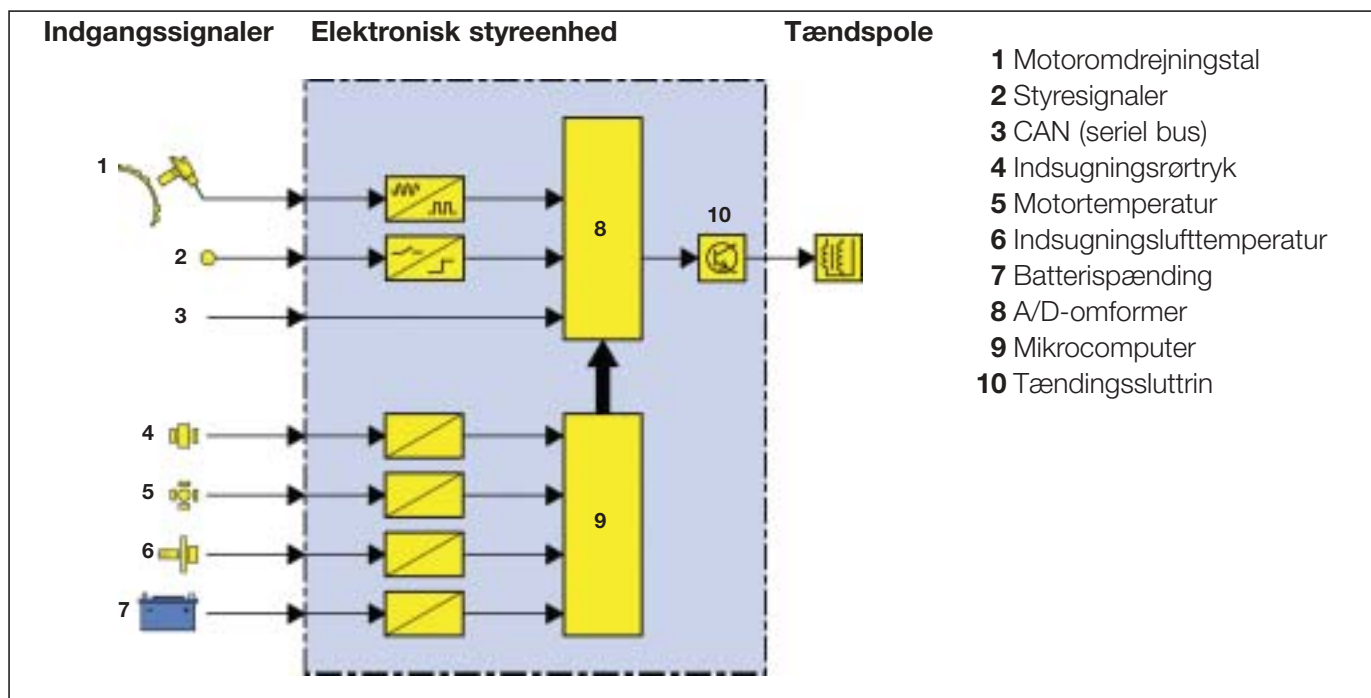 Indgangssignaler Elektronisk styreenhed Tændspole
1 Motoromdrejningstal
2 Styresignaler
3 CAN (seriel bus)
4 Indsugningsrørtryk
5 Motortemperatur
6 Indsugningslufttemperatur
7 Batterispænding
8 A/D-omformer
9 Mikrocomputer
10 Tændingssluttrin
1
2
3
4
5
6
7
8
9
10